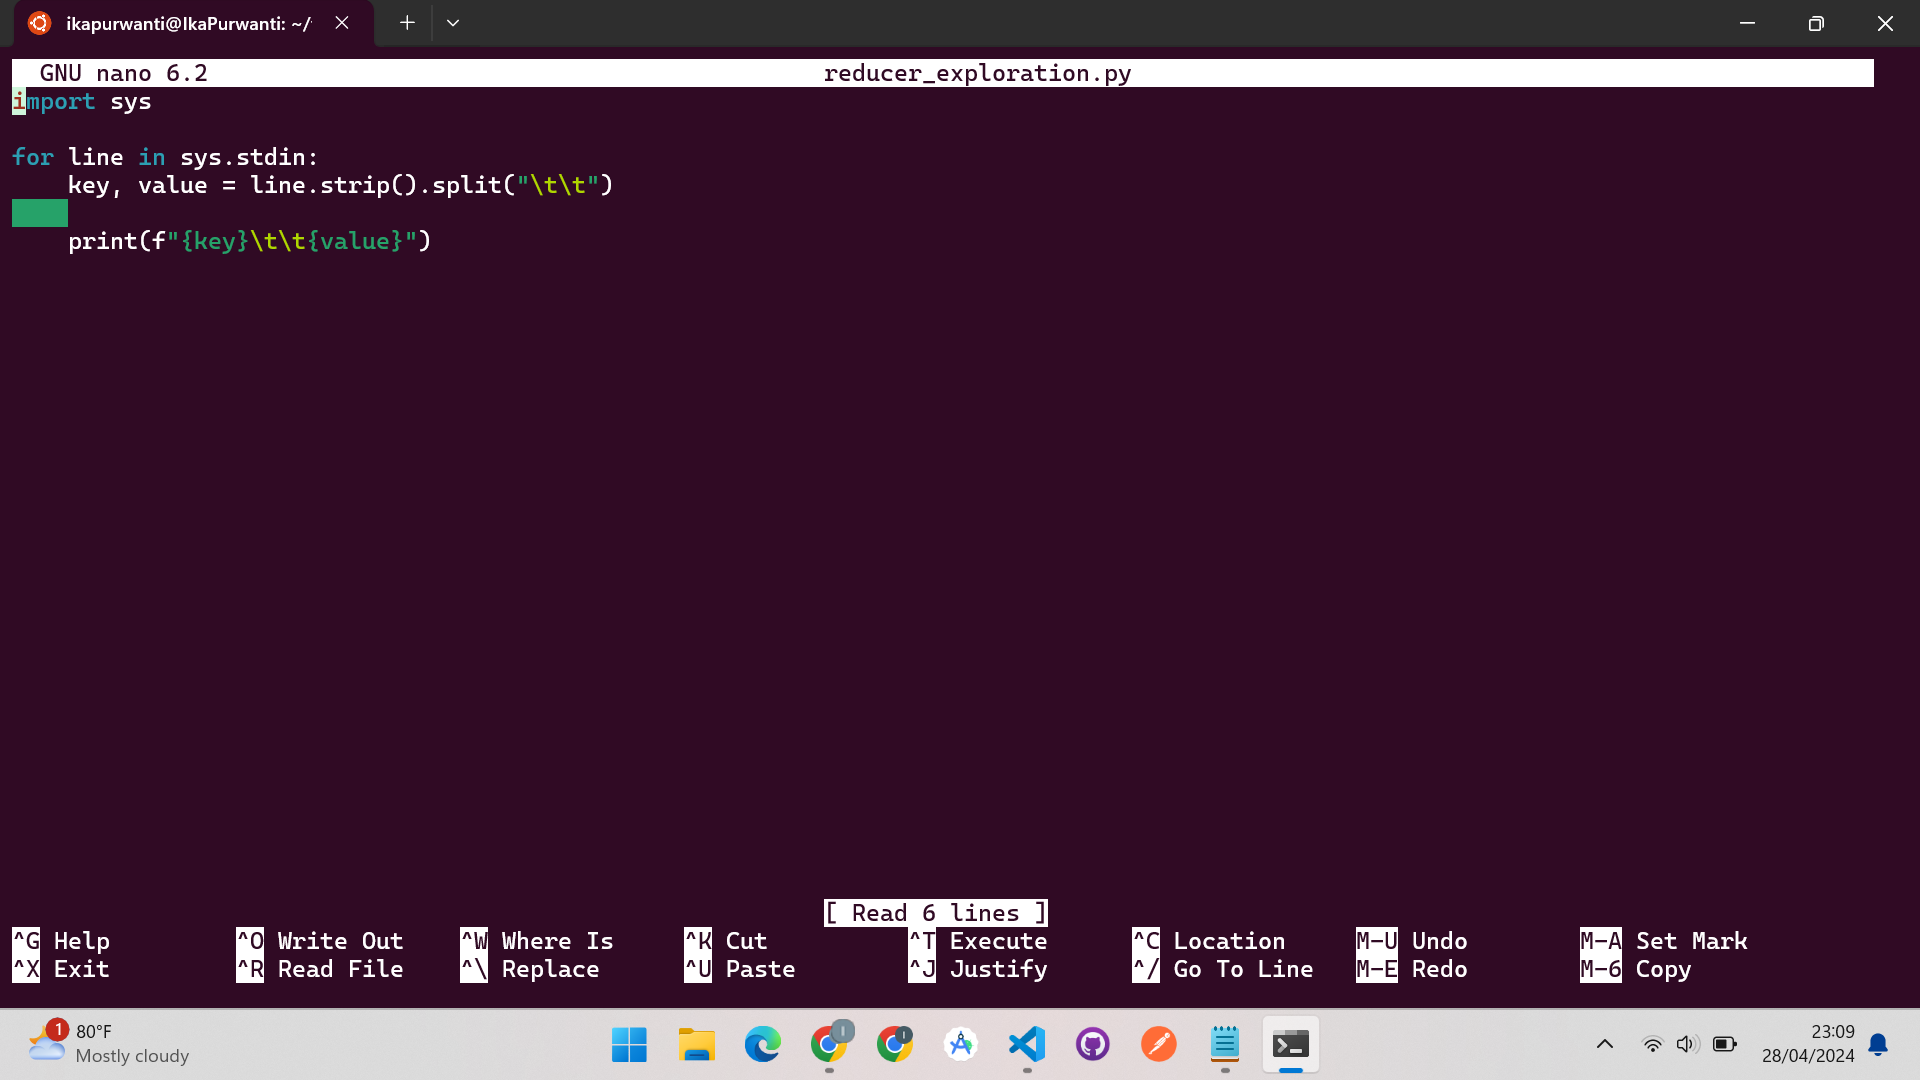 ikapurwanti@IkaPurwanti: ~/
GNU nano 6.2 reducer_exploration.py
import sys
for line in sys.stdin:
    key, value = line.strip().split("\t\t")
    print(f"{key}\t\t{value}")
[ Read 6 lines ]
^G Help ^O Write Out ^W Where Is ^K Cut ^T Execute ^C Location M-U Undo M-A Set Mark
^X Exit ^R Read File ^\ Replace ^U Paste ^J Justify ^/ Go To Line M-E Redo M-6 Copy
1
80°F
Mostly cloudy
I
I
23:09
28/04/2024